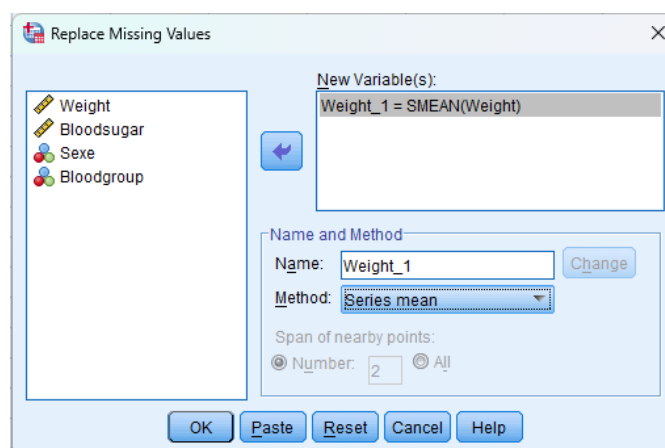 Replace Missing Values
Weight
Bloodsugar
Sexe
Bloodgroup
New Variable(s):
Weight_1 = SMEAN(Weight)
Name and Method
Name: Weight_1 Change
Method: Series mean
Span of nearby points:
Number: 2 All
OK Paste Reset Cancel Help